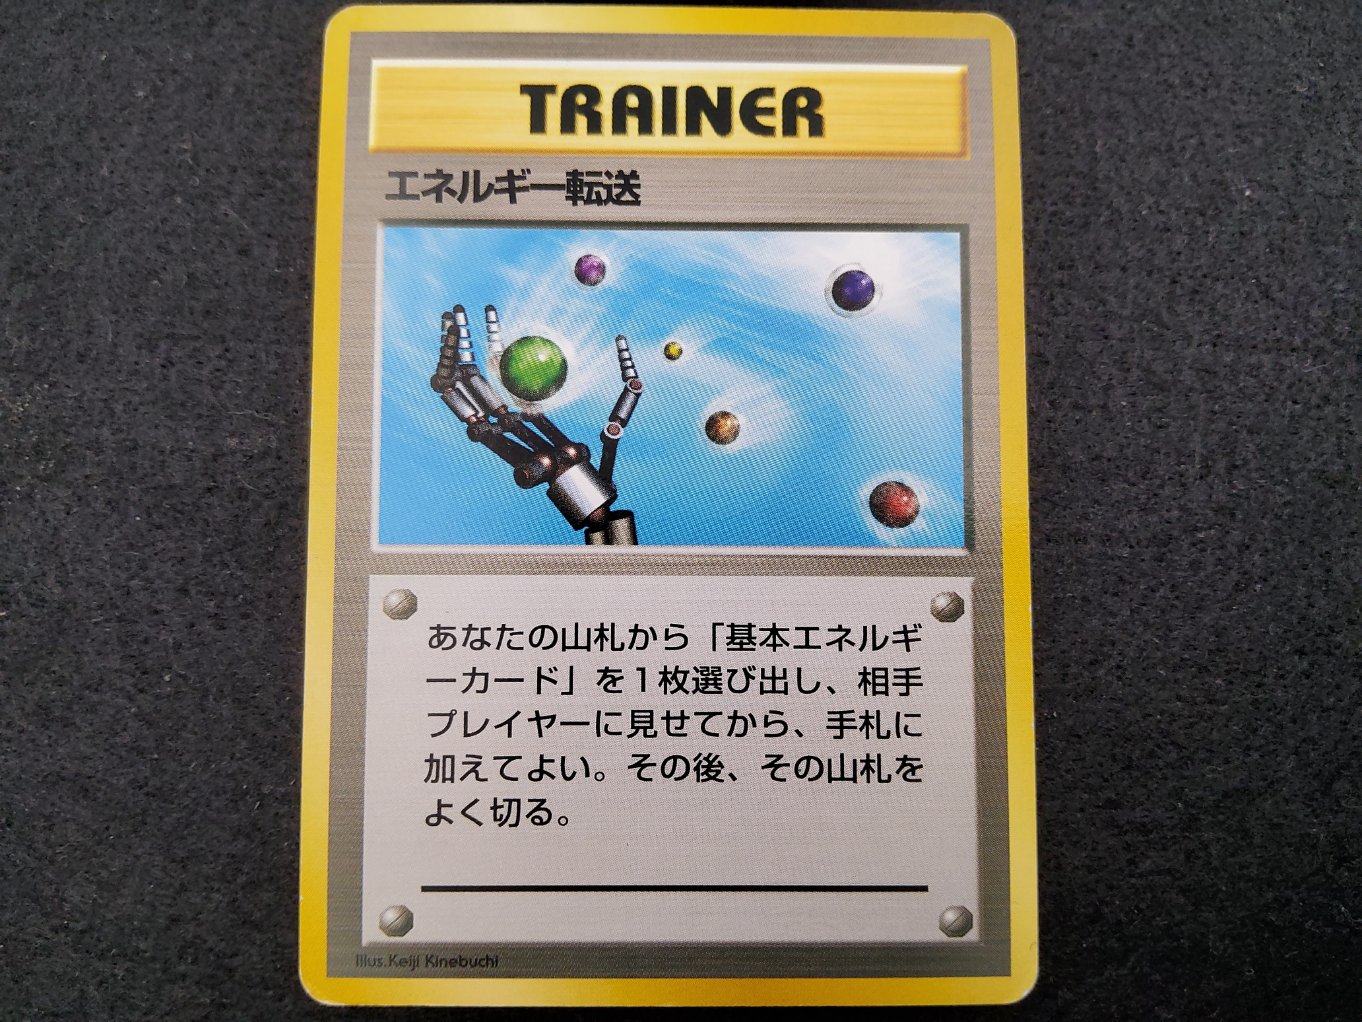 TRAINER
エネルギー転送
あなたの山札から「基本エネルギ
ーカード」を1枚選び出し、相手
プレイヤーに見せてから、手札に
加えてよい。その後、その山札を
よく切る。
Illus.Keiji Kinebuchi